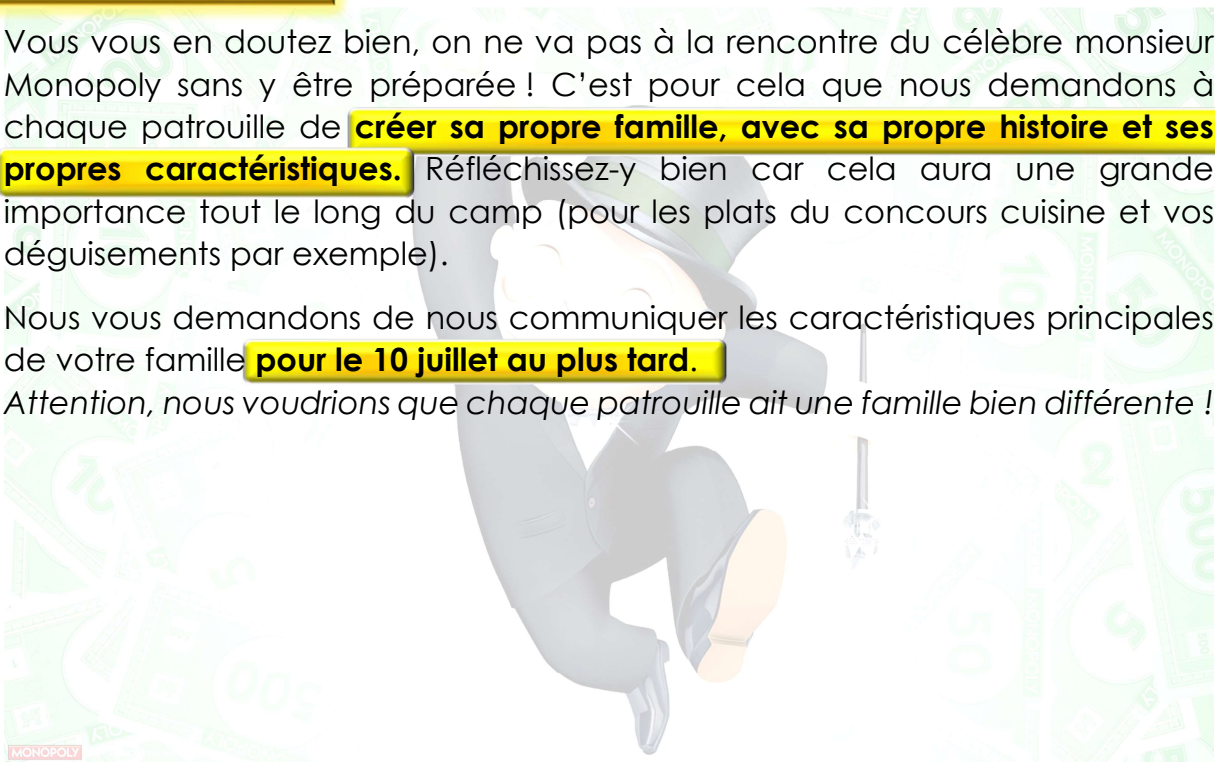 Vous vous en doutez bien, on ne va pas à la rencontre du célèbre monsieur
Monopoly sans y être préparée ! C’est pour cela que nous demandons à
chaque patrouille de créer sa propre famille, avec sa propre histoire et ses
propres caractéristiques. Réfléchissez-y bien car cela aura une grande
importance tout le long du camp (pour les plats du concours cuisine et vos
déguisements par exemple).
Nous vous demandons de nous communiquer les caractéristiques principales
de votre famille pour le 10 juillet au plus tard.
Attention, nous voudrions que chaque patrouille ait une famille bien différente !
MONOPOLY